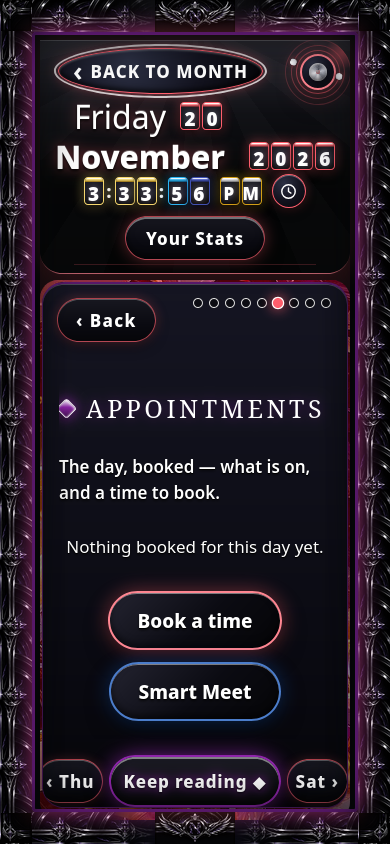 ‹ BACK TO MONTH
Friday 20
November 2026
3:33:56 PM
Your Stats
‹ Back
APPOINTMENTS
The day, booked — what is on,
and a time to book.
Nothing booked for this day yet.
Book a time
Smart Meet
‹ Thu Keep reading ◆ Sat ›